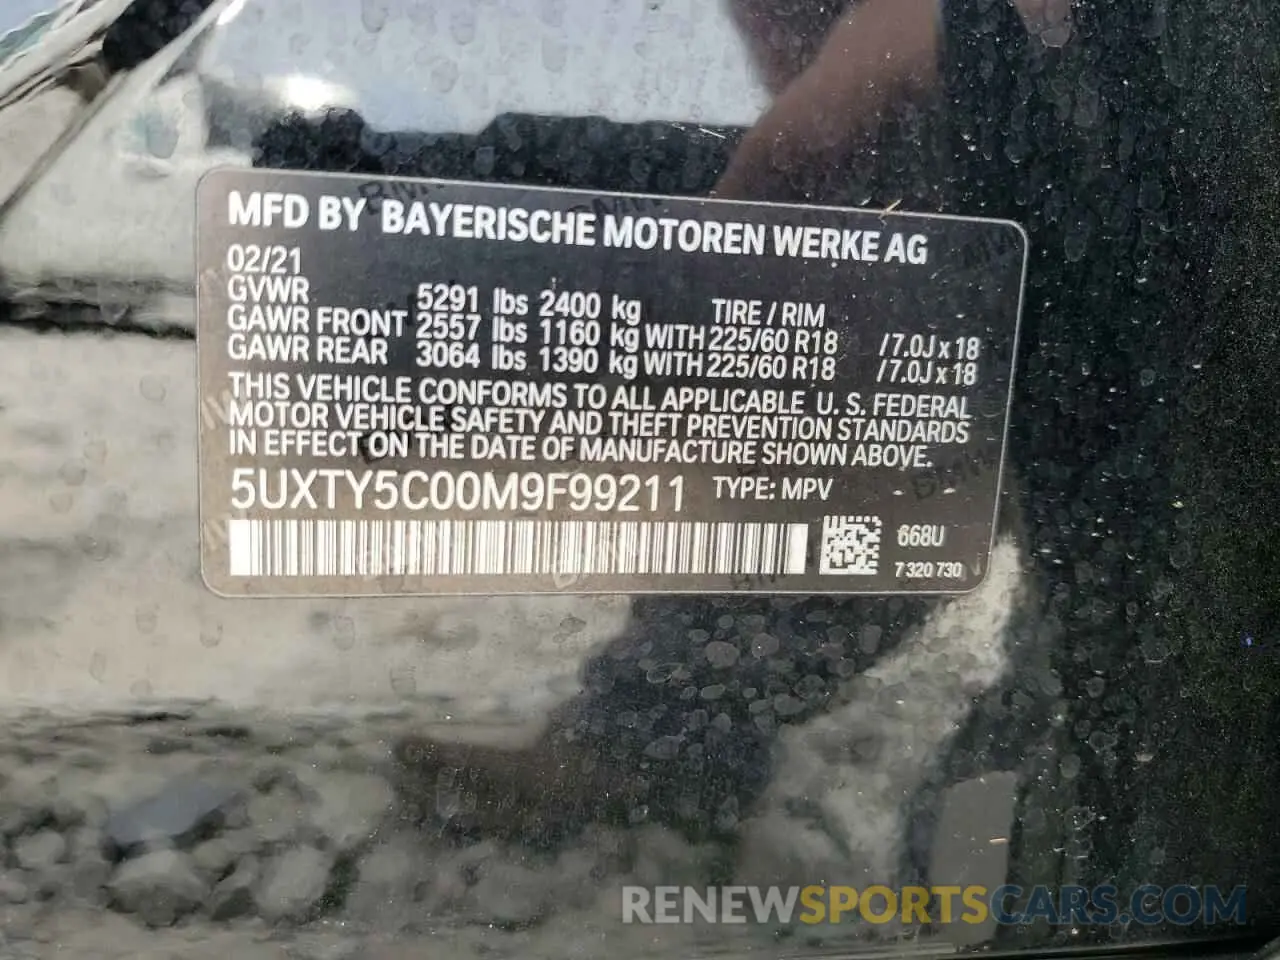 MFD BY BAYERISCHE MOTOREN WERKE AG
02/21
GVWR 5291 lbs 2400 kg TIRE / RIM
GAWR FRONT 2557 lbs 1160 kg WITH 225/60 R18 / 7.0J x 18
GAWR REAR 3064 lbs 1390 kg WITH 225/60 R18 / 7.0J x 18
THIS VEHICLE CONFORMS TO ALL APPLICABLE U. S. FEDERAL
MOTOR VEHICLE SAFETY AND THEFT PREVENTION STANDARDS
IN EFFECT ON THE DATE OF MANUFACTURE SHOWN ABOVE.
5UXTY5C00M9F99211 TYPE: MPV
668U
7 320 730
RENEWSPORTSCARS.COM